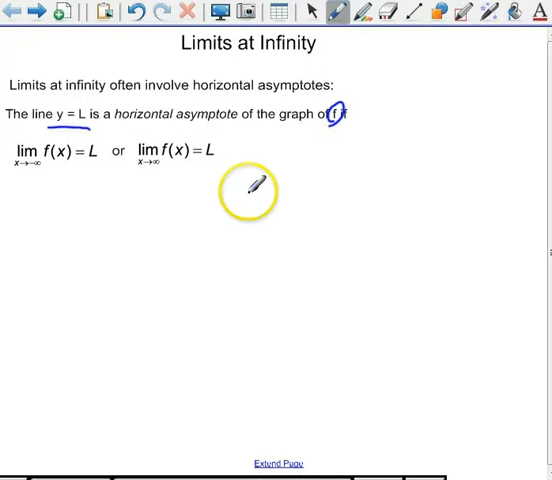 Limits at Infinity
Limits at infinity often involve horizontal asymptotes:
The line y = L is a horizontal asymptote of the graph of f if
lim f(x) = L or lim f(x) = L
x→-∞ x→∞
Extend Page